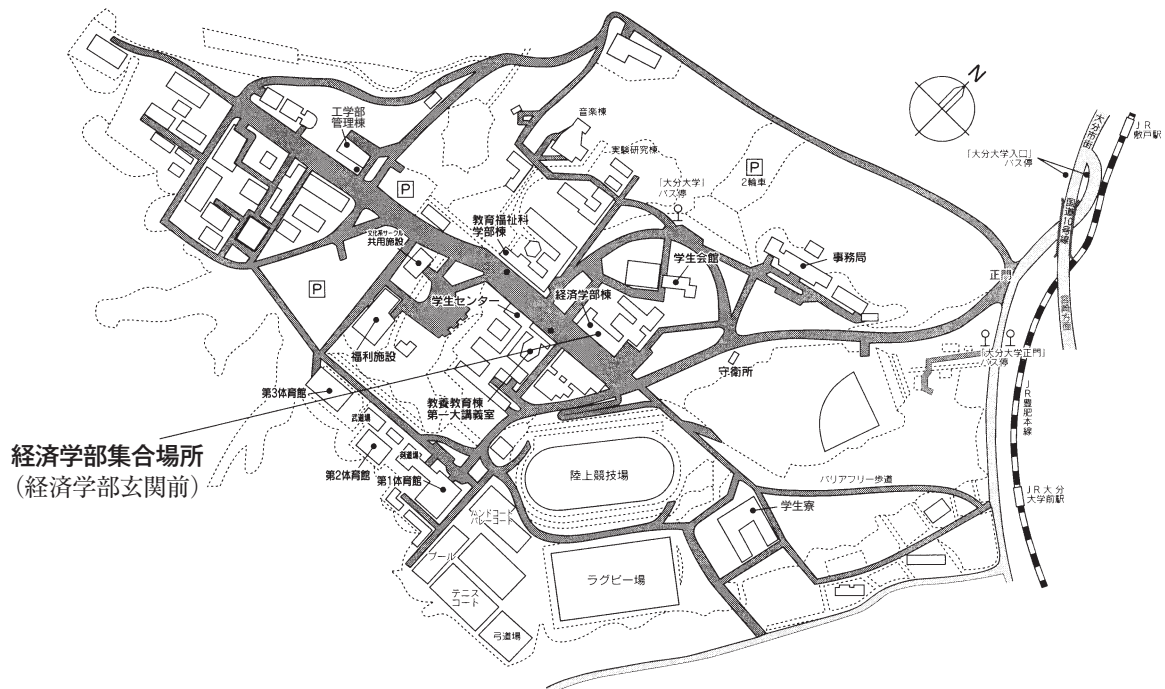 音楽棟
工学部
管理棟
実験研究棟
P
2輪車
N
大分市街
JR
敷戸駅
「大分大学入口」
バス停
「大分大学」
バス停
国道10号線
P
教育福祉科
学部棟
文化系サークル
共用施設
学生会館
事務局
正門
P
学生センター
経済学部棟
福利施設
「大分大学正門」
バス停
守衛所
第3体育館
教養教育棟
第一大講義室
武道場
JR豊肥本線
経済学部集合場所
(経済学部玄関前)
第2体育館
剣道場
第1体育館
陸上競技場
バリアフリー歩道
JR大分
大学前駅
学生寮
ハンドコート
バレーコート
プール
ラグビー場
テニス
コート
弓道場